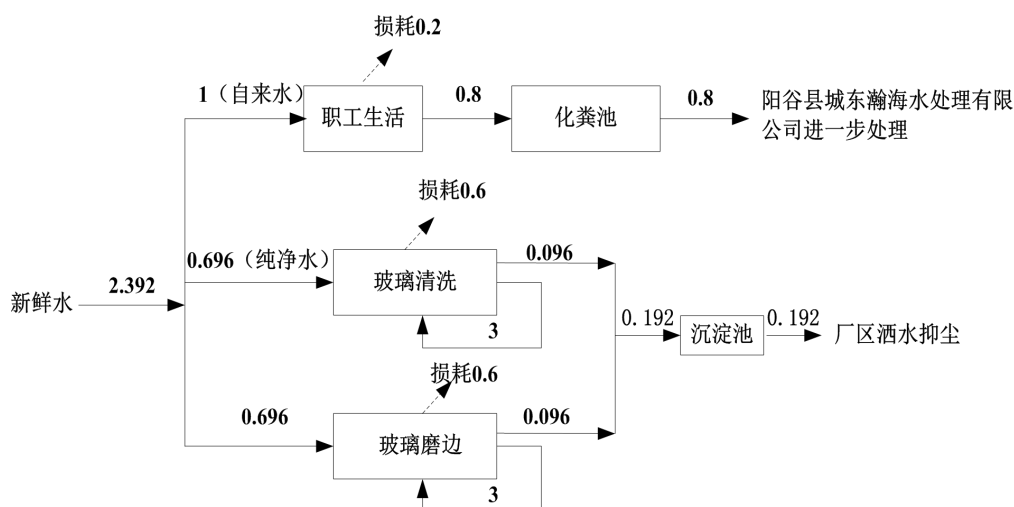 损耗0.2
1（自来水）
职工生活
0.8
化粪池
0.8
阳谷县城东瀚海水处理有限
公司进一步处理
损耗0.6
新鲜水
2.392
0.696（纯净水）
玻璃清洗
0.096
3
0.192
沉淀池
0.192
厂区洒水抑尘
损耗0.6
0.696
玻璃磨边
0.096
3